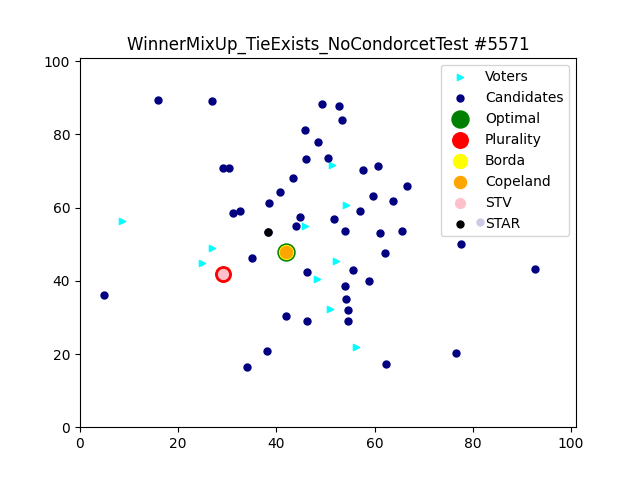 WinnerMixUp_TieExists_NoCondorcetTest #5571
100
80
60
40
20
0
0 20 40 60 80 100
Voters
Candidates
Optimal
Plurality
Borda
Copeland
STV
STAR